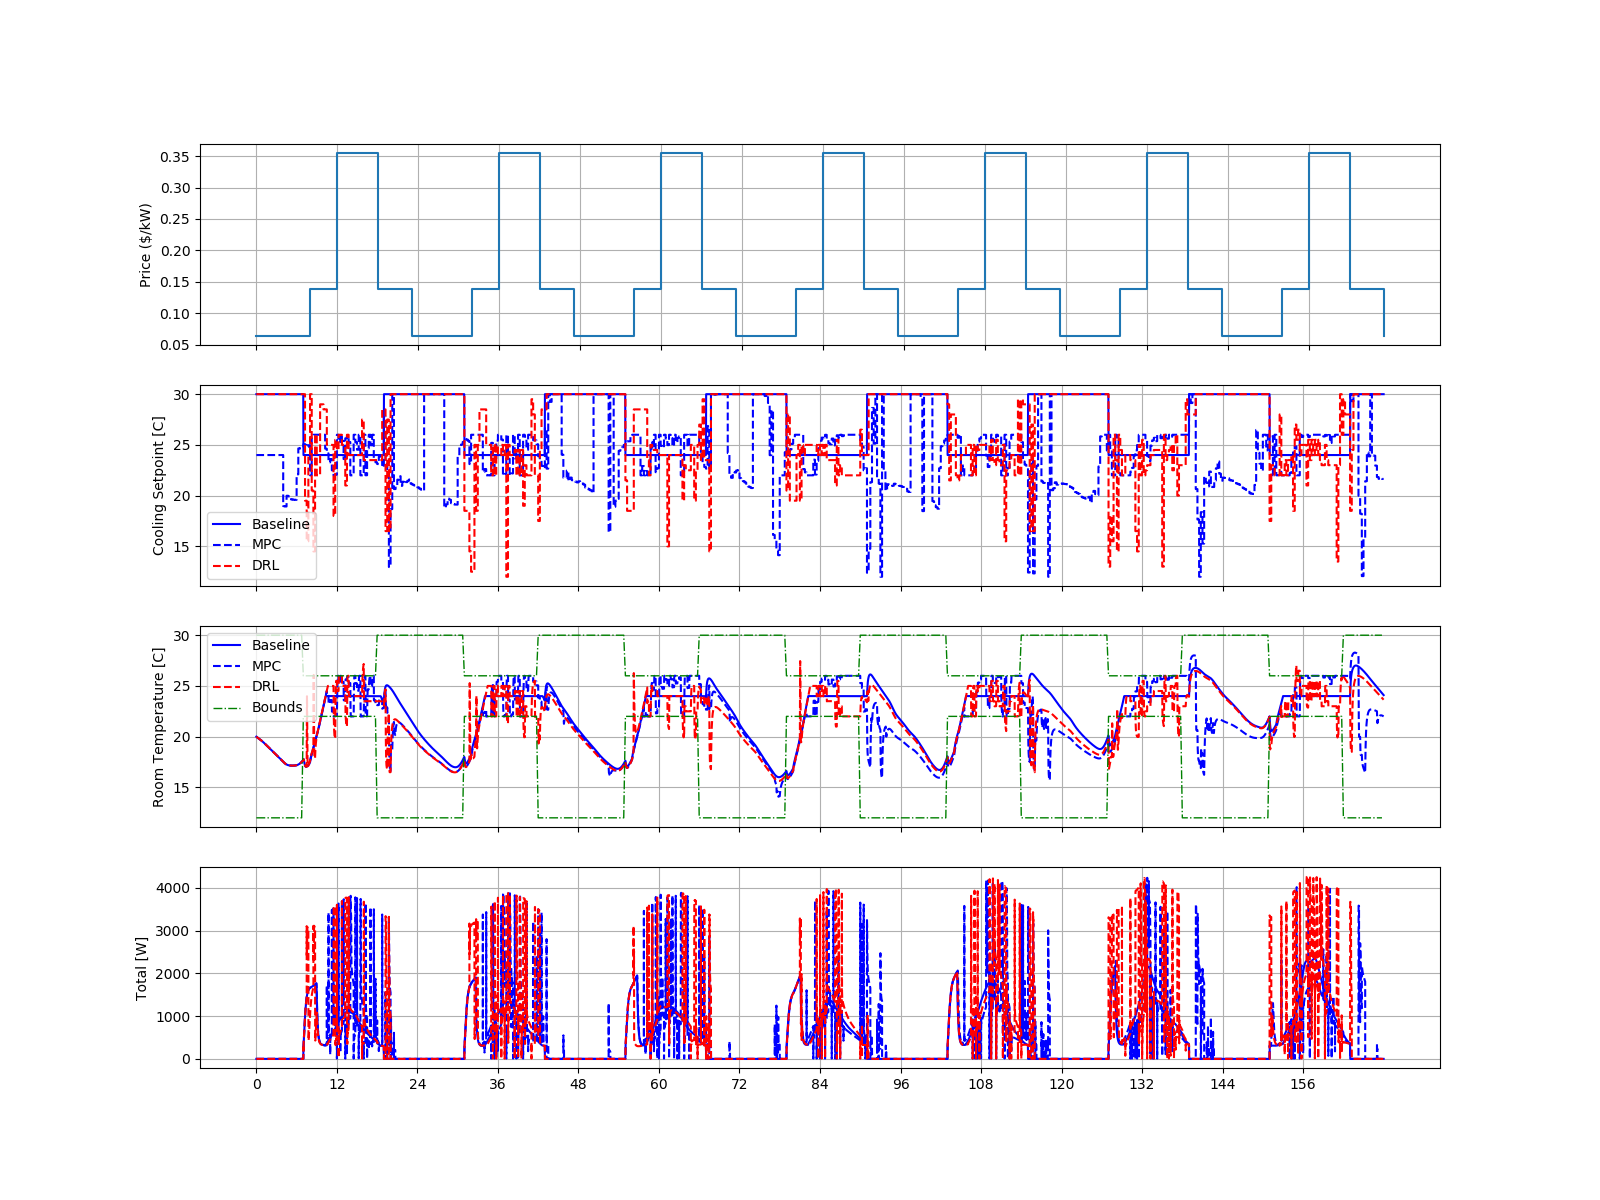 Price ($/kW)
0.35
0.30
0.25
0.20
0.15
0.10
0.05
Cooling Setpoint [C]
30
25
20
15
Baseline
MPC
DRL
Room Temperature [C]
30
25
20
15
Baseline
MPC
DRL
Bounds
Total [W]
4000
3000
2000
1000
0
0 12 24 36 48 60 72 84 96 108 120 132 144 156